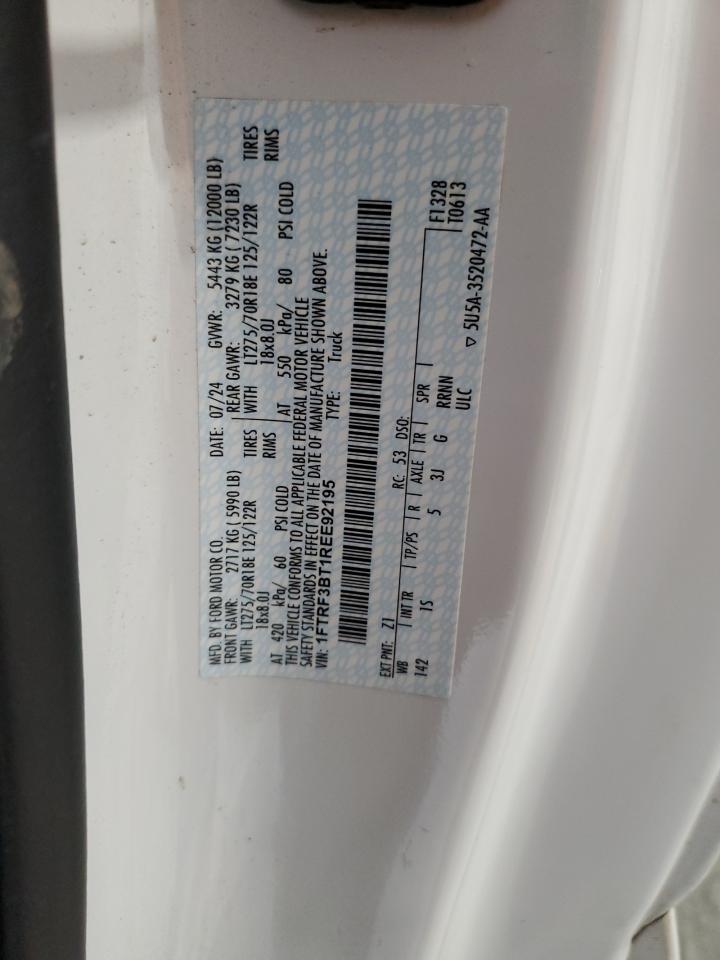 MFD. BY FORD MOTOR CO.
DATE: 07/24 GVWR: 5443 KG (12000 LB)
FRONT GAWR: 2717 KG ( 5990 LB)
REAR GAWR: 3279 KG ( 7230 LB)
WITH LT275/70R18E 125/122R TIRES
WITH LT275/70R18E 125/122R TIRES
18x8.0J RIMS
18x8.0J RIMS
AT 420 kPa/ 60 PSI COLD
AT 550 kPa/ 80 PSI COLD
THIS VEHICLE CONFORMS TO ALL APPLICABLE FEDERAL MOTOR VEHICLE
SAFETY STANDARDS IN EFFECT ON THE DATE OF MANUFACTURE SHOWN ABOVE.
VIN: 1FTRF3BT1REE92195 TYPE: Truck
EXT PNT: Z1 RC: 53 DSO:
WB INT TR TP/PS R AXLE TR SPR F1328
142 1S 5 3J G RRNN T0613
ULC
▽ 5U5A-3520472-AA